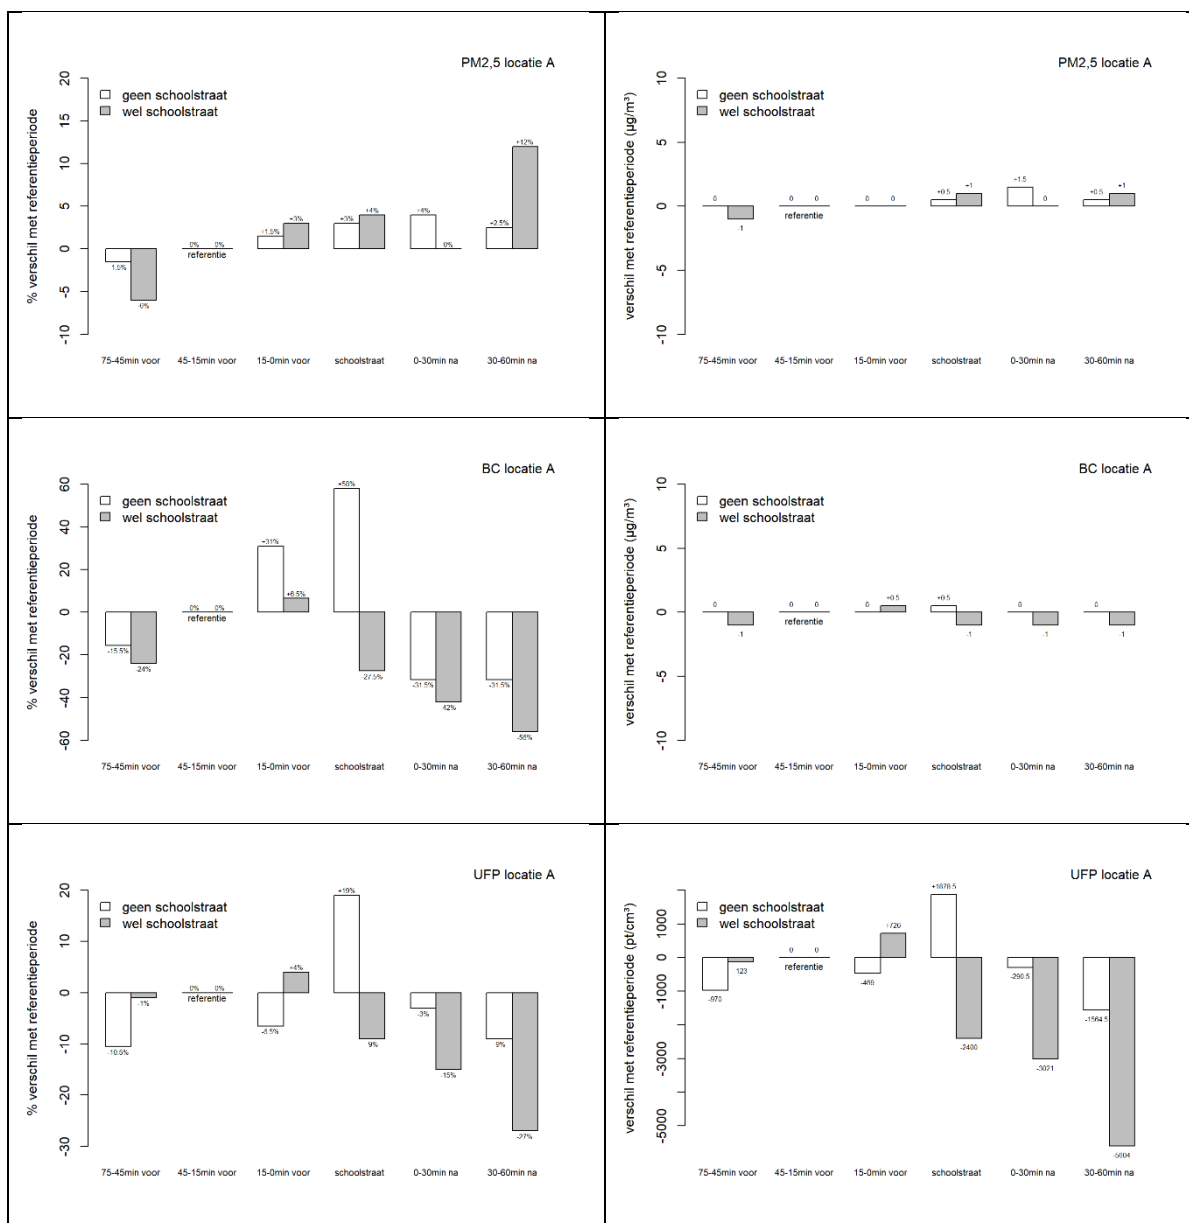 PM2,5 locatie A
% verschil met referentieperiode
20
15
10
5
0
-5
-10
geen schoolstraat
wel schoolstraat
1.5%
-6%
0% 0%
referentie
+1.5%
+3%
+3%
+4%
+4%
0%
+2.5%
+12%
75-45min voor 45-15min voor 15-0min voor schoolstraat 0-30min na 30-60min na
PM2,5 locatie A
verschil met referentieperiode (µg/m³)
10
5
0
-5
-10
geen schoolstraat
wel schoolstraat
0
-1
0 0
referentie
0 0
+0.5
+1
+1.5
0
+0.5
+1
75-45min voor 45-15min voor 15-0min voor schoolstraat 0-30min na 30-60min na
BC locatie A
% verschil met referentieperiode
60
40
20
0
-20
-40
-60
geen schoolstraat
wel schoolstraat
-15.5%
-24%
0% 0%
referentie
+31%
+6.5%
+58%
-27.5%
-31.5%
-42%
-31.5%
-56%
75-45min voor 45-15min voor 15-0min voor schoolstraat 0-30min na 30-60min na
BC locatie A
verschil met referentieperiode (µg/m³)
10
5
0
-5
-10
geen schoolstraat
wel schoolstraat
0
-1
0 0
referentie
0
+0.5
+0.5
-1
0
-1
0
-1
75-45min voor 45-15min voor 15-0min voor schoolstraat 0-30min na 30-60min na
UFP locatie A
% verschil met referentieperiode
20
10
0
-10
-20
-30
geen schoolstraat
wel schoolstraat
-10.5%
-1%
0% 0%
referentie
-6.5%
+4%
+19%
9%
-3%
-15%
9%
-27%
75-45min voor 45-15min voor 15-0min voor schoolstraat 0-30min na 30-60min na
UFP locatie A
verschil met referentieperiode (pt/cm³)
1000
0
-1000
-3000
-5000
geen schoolstraat
wel schoolstraat
-970
123
0 0
referentie
-469
+726
+1878.5
-2400
-290.5
-3021
-1564.5
-5604
75-45min voor 45-15min voor 15-0min voor schoolstraat 0-30min na 30-60min na